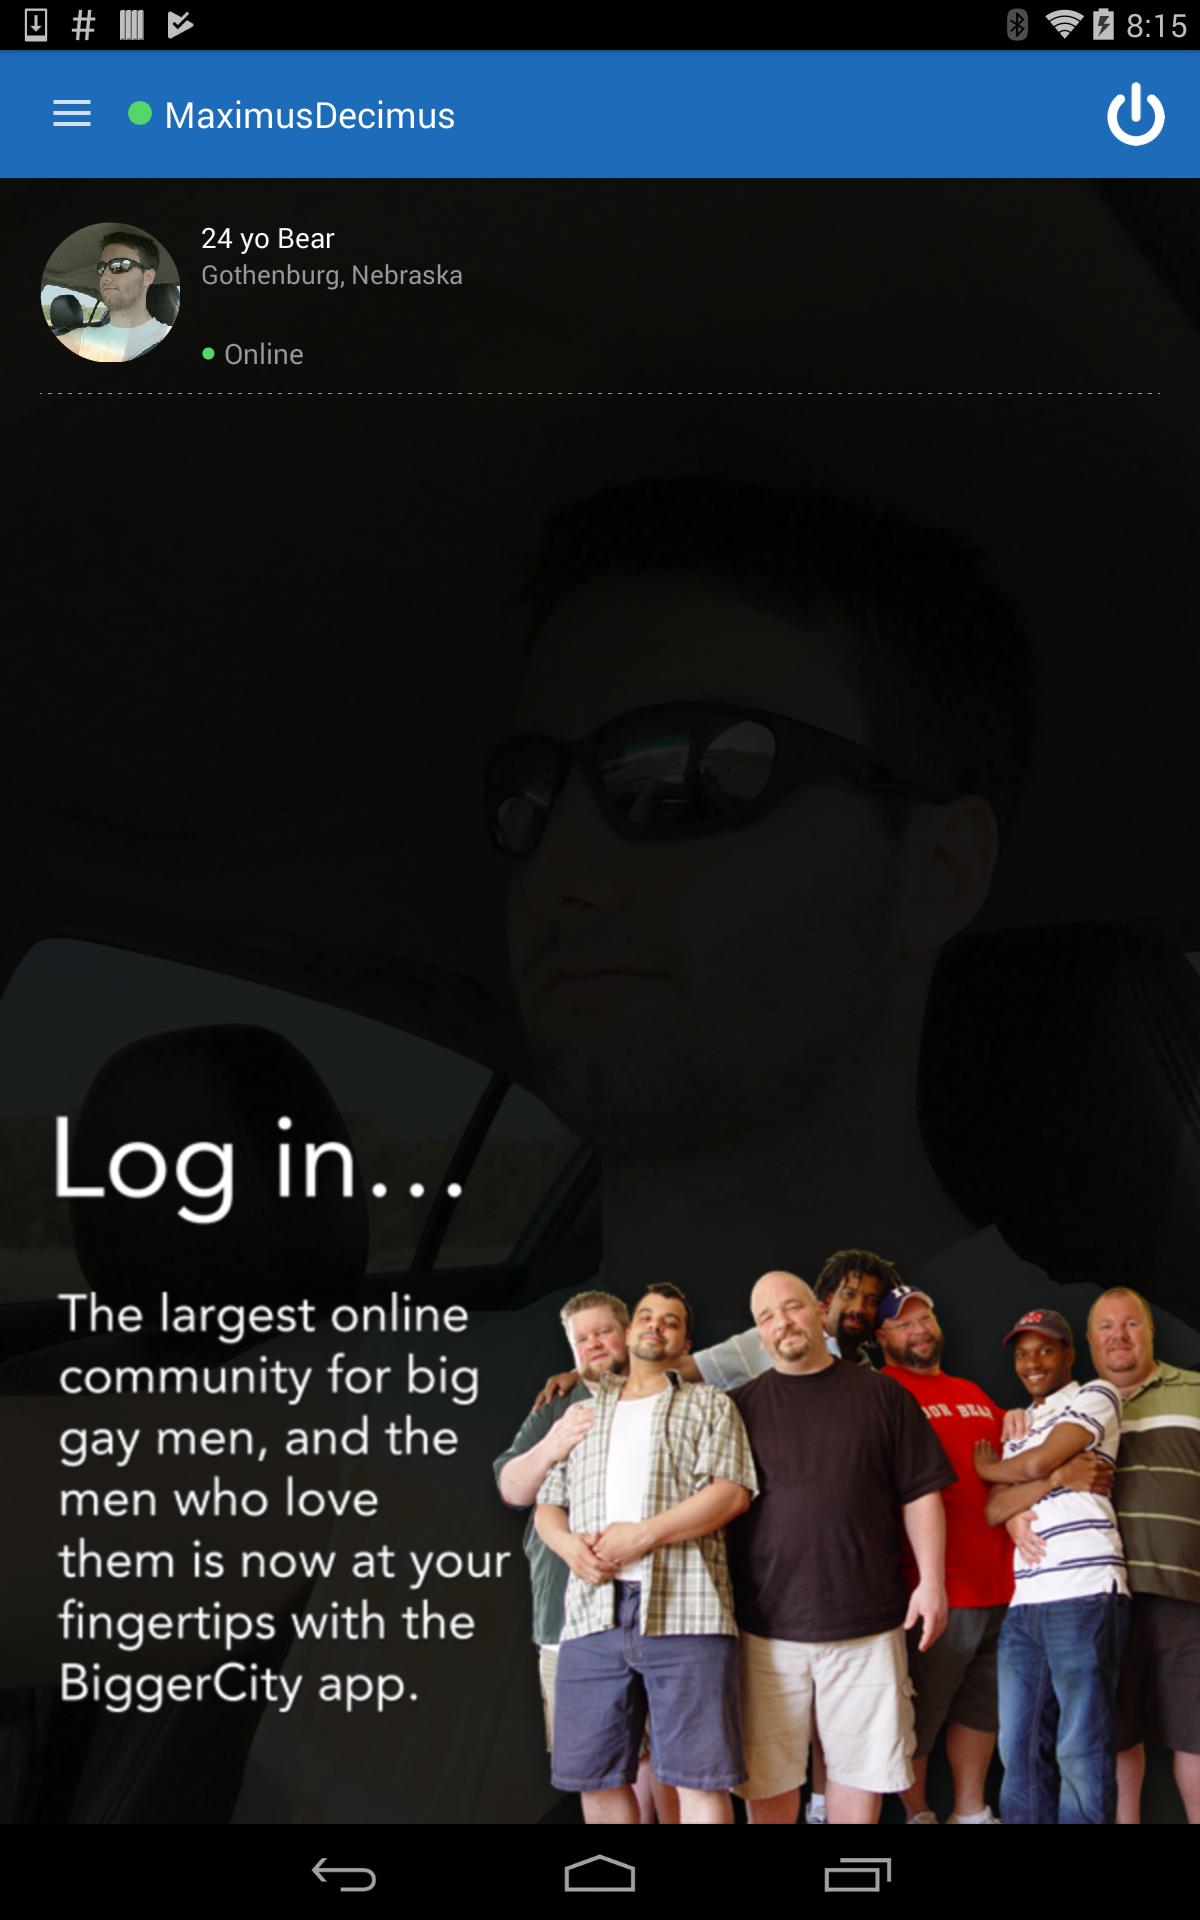 8:15
MaximusDecimus
24 yo Bear
Gothenburg, Nebraska
Online
Log in...
The largest online
community for big
gay men, and the
men who love
them is now at your
fingertips with the
BiggerCity app.